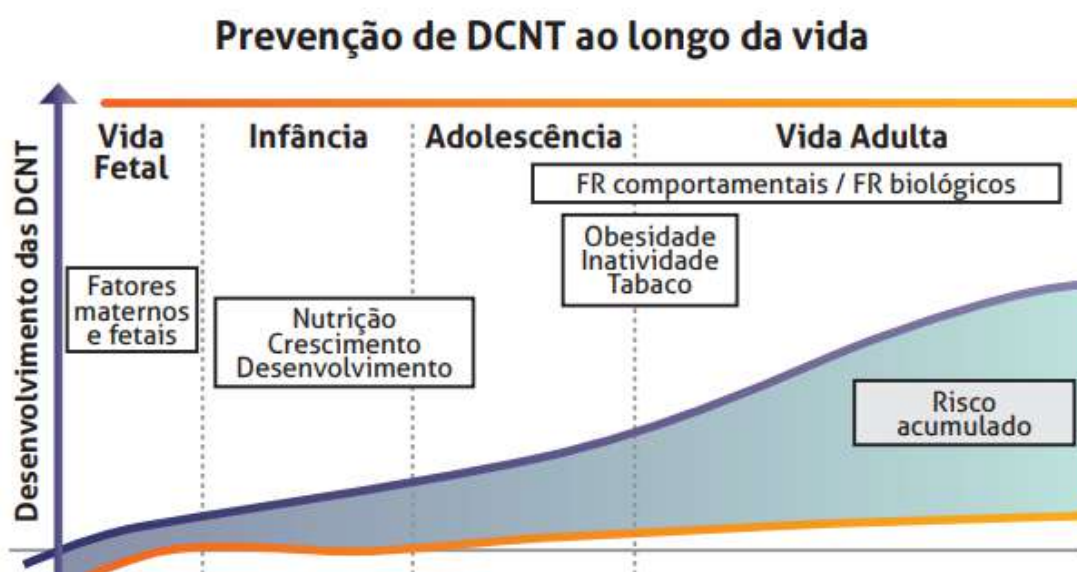 Prevenção de DCNT ao longo da vida
Desenvolvimento das DCNT
Vida
Fetal
Infância
Adolescência
Vida Adulta
FR comportamentais / FR biológicos
Obesidade
Inatividade
Tabaco
Fatores
maternos
e fetais
Nutrição
Crescimento
Desenvolvimento
Risco
acumulado